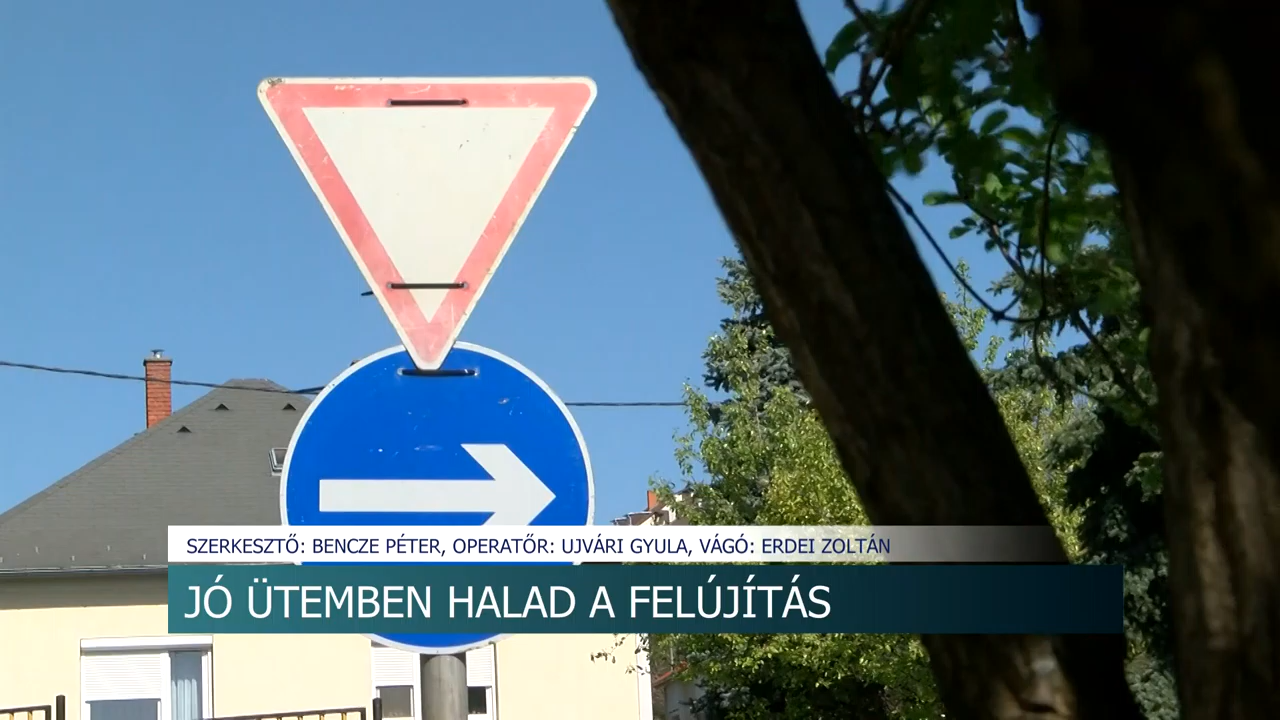 SZERKESZTŐ: BENCZE PÉTER, OPERATŐR: UJVÁRI GYULA, VÁGÓ: ERDEI ZOLTÁN
JÓ ÜTEMBEN HALAD A FELÚJÍTÁS